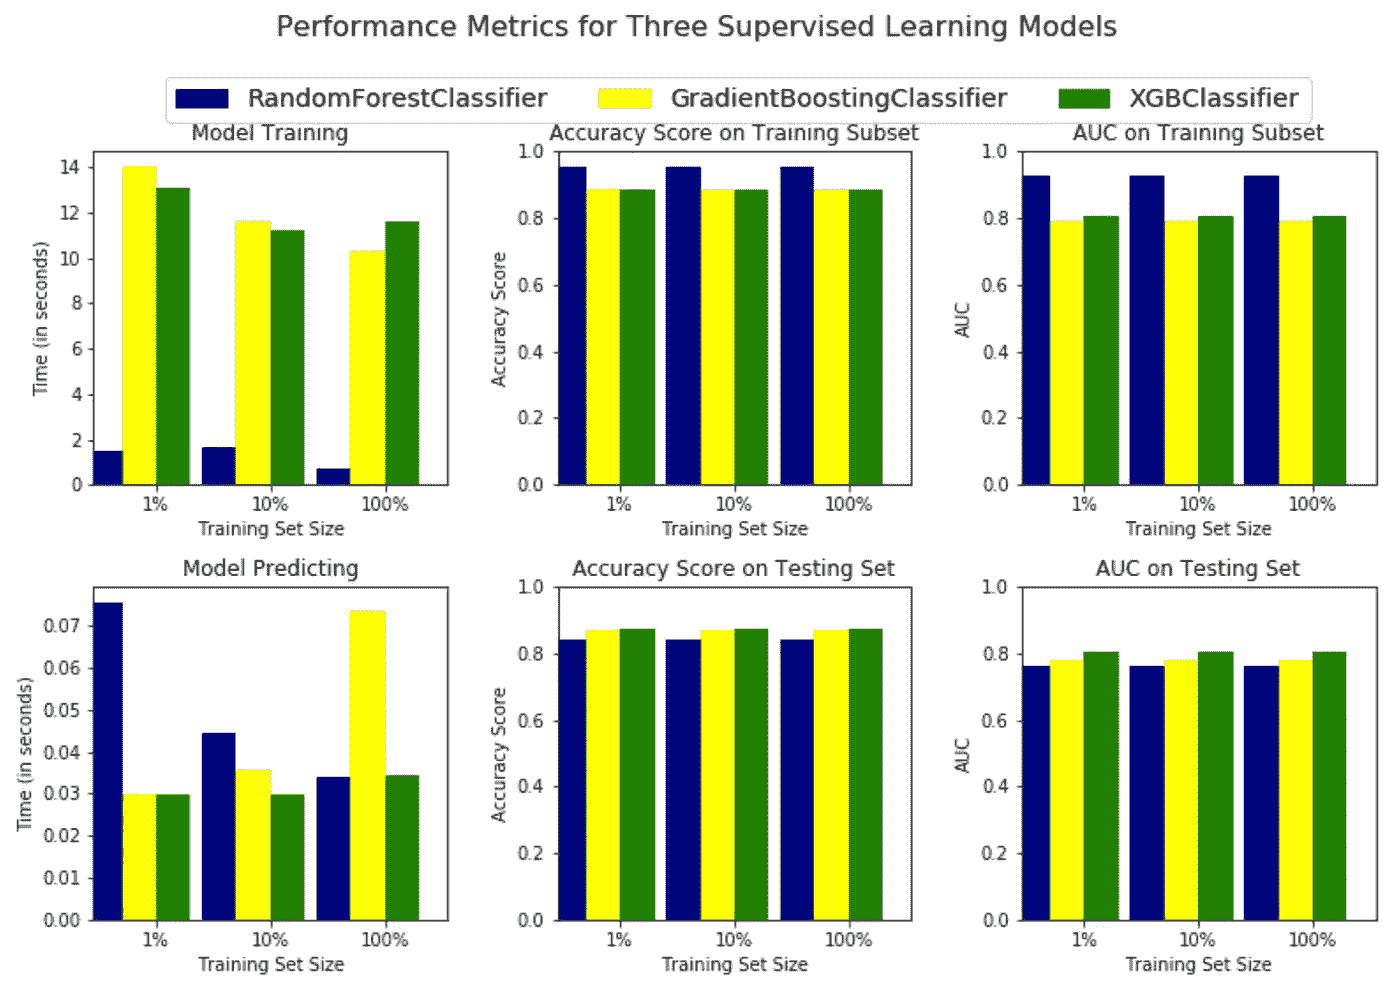 Performance Metrics for Three Supervised Learning Models
RandomForestClassifier GradientBoostingClassifier XGBClassifier
Model Training
14
12
10
8
6
4
2
0
Time (in seconds)
1% 10% 100%
Training Set Size
Accuracy Score on Training Subset
1.0
0.8
0.6
0.4
0.2
0.0
Accuracy Score
1% 10% 100%
Training Set Size
AUC on Training Subset
1.0
0.8
0.6
0.4
0.2
0.0
AUC
1% 10% 100%
Training Set Size
Model Predicting
0.07
0.06
0.05
0.04
0.03
0.02
0.01
0.00
Time (in seconds)
1% 10% 100%
Training Set Size
Accuracy Score on Testing Set
1.0
0.8
0.6
0.4
0.2
0.0
Accuracy Score
1% 10% 100%
Training Set Size
AUC on Testing Set
1.0
0.8
0.6
0.4
0.2
0.0
AUC
1% 10% 100%
Training Set Size